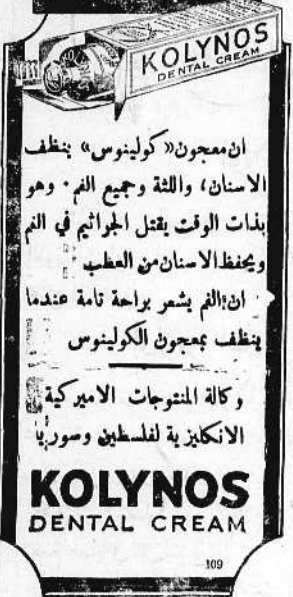 KOLYNOS
DENTAL CREAM
ان معجون «كولينوس» ينظف
الاسنان، واللثة وجميع الفم. وهو
بذات الوقت يقتل الجراثيم في الفم
ويحفظ الاسنان من العطب
ان الفم يشعر براحة تامة عندما
ينظف بمعجون الكولينوس
وكالة المنتوجات الاميركية
الانكليزية لفلسطين وسوريا
KOLYNOS
DENTAL CREAM
109